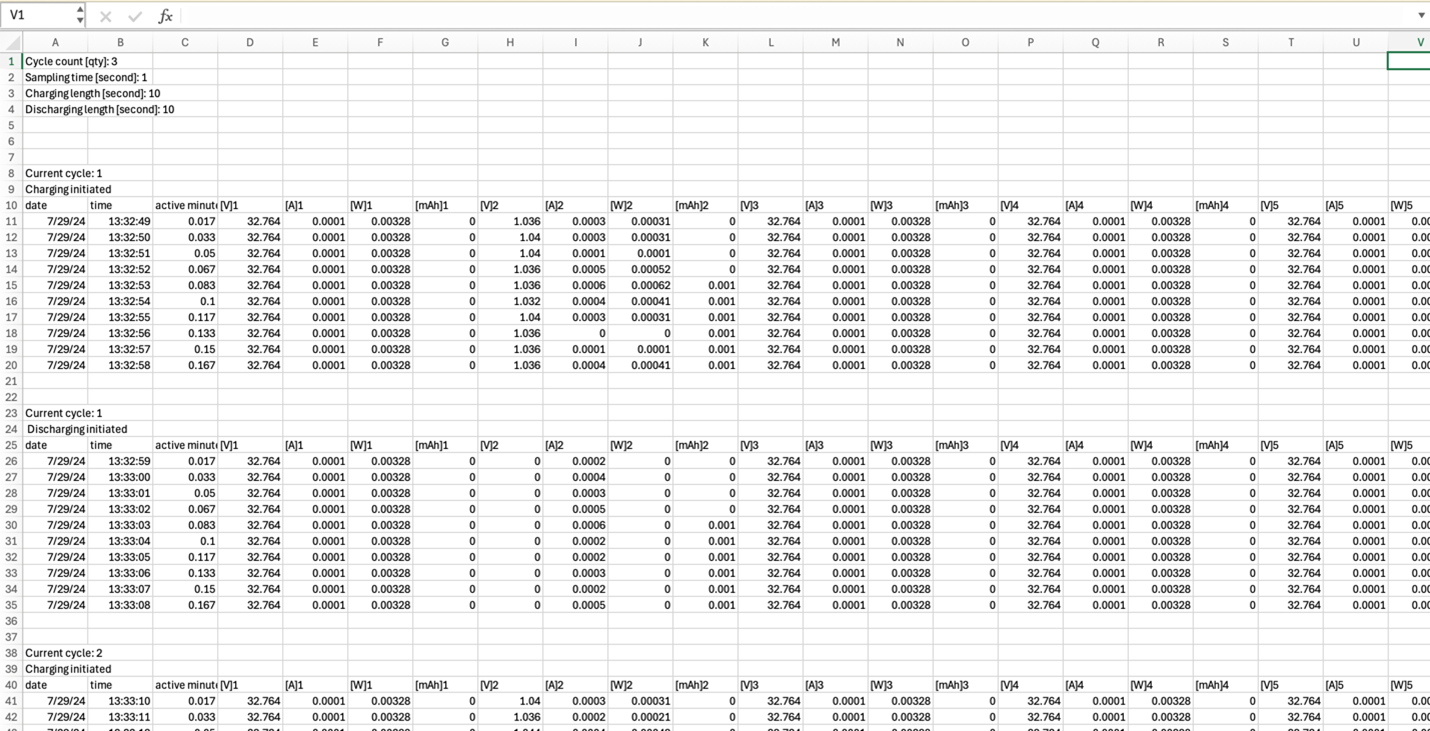 V1 fx
A B C D E F G H I J K L M N O P Q R S T U V
1 Cycle count [qty]: 3
2 Sampling time [second]: 1
3 Charging length [second]: 10
4 Discharging length [second]: 10
5
6
7
8 Current cycle: 1
9 Charging initiated
10 date time active minut [V]1 [A]1 [W]1 [mAh]1 [V]2 [A]2 [W]2 [mAh]2 [V]3 [A]3 [W]3 [mAh]3 [V]4 [A]4 [W]4 [mAh]4 [V]5 [A]5 [W]5
11 7/29/24 13:32:49 0.017 32.764 0.0001 0.00328 0 1.036 0.0003 0.00031 0 32.764 0.0001 0.00328 0 32.764 0.0001 0.00328 0 32.764 0.0001 0.00
12 7/29/24 13:32:50 0.033 32.764 0.0001 0.00328 0 1.04 0.0003 0.00031 0 32.764 0.0001 0.00328 0 32.764 0.0001 0.00328 0 32.764 0.0001 0.00
13 7/29/24 13:32:51 0.05 32.764 0.0001 0.00328 0 1.04 0.0001 0.0001 0 32.764 0.0001 0.00328 0 32.764 0.0001 0.00328 0 32.764 0.0001 0.00
14 7/29/24 13:32:52 0.067 32.764 0.0001 0.00328 0 1.036 0.0005 0.00052 0 32.764 0.0001 0.00328 0 32.764 0.0001 0.00328 0 32.764 0.0001 0.00
15 7/29/24 13:32:53 0.083 32.764 0.0001 0.00328 0 1.036 0.0006 0.00062 0.001 32.764 0.0001 0.00328 0 32.764 0.0001 0.00328 0 32.764 0.0001 0.00
16 7/29/24 13:32:54 0.1 32.764 0.0001 0.00328 0 1.032 0.0004 0.00041 0.001 32.764 0.0001 0.00328 0 32.764 0.0001 0.00328 0 32.764 0.0001 0.00
17 7/29/24 13:32:55 0.117 32.764 0.0001 0.00328 0 1.04 0.0003 0.00031 0.001 32.764 0.0001 0.00328 0 32.764 0.0001 0.00328 0 32.764 0.0001 0.00
18 7/29/24 13:32:56 0.133 32.764 0.0001 0.00328 0 1.036 0 0 0.001 32.764 0.0001 0.00328 0 32.764 0.0001 0.00328 0 32.764 0.0001 0.00
19 7/29/24 13:32:57 0.15 32.764 0.0001 0.00328 0 1.036 0.0001 0.0001 0.001 32.764 0.0001 0.00328 0 32.764 0.0001 0.00328 0 32.764 0.0001 0.00
20 7/29/24 13:32:58 0.167 32.764 0.0001 0.00328 0 1.036 0.0004 0.00041 0.001 32.764 0.0001 0.00328 0 32.764 0.0001 0.00328 0 32.764 0.0001 0.00
21
22
23 Current cycle: 1
24 Discharging initiated
25 date time active minut [V]1 [A]1 [W]1 [mAh]1 [V]2 [A]2 [W]2 [mAh]2 [V]3 [A]3 [W]3 [mAh]3 [V]4 [A]4 [W]4 [mAh]4 [V]5 [A]5 [W]5
26 7/29/24 13:32:59 0.017 32.764 0.0001 0.00328 0 0 0.0002 0 0 32.764 0.0001 0.00328 0 32.764 0.0001 0.00328 0 32.764 0.0001 0.00
27 7/29/24 13:33:00 0.033 32.764 0.0001 0.00328 0 0 0.0004 0 0 32.764 0.0001 0.00328 0 32.764 0.0001 0.00328 0 32.764 0.0001 0.00
28 7/29/24 13:33:01 0.05 32.764 0.0001 0.00328 0 0 0.0003 0 0 32.764 0.0001 0.00328 0 32.764 0.0001 0.00328 0 32.764 0.0001 0.00
29 7/29/24 13:33:02 0.067 32.764 0.0001 0.00328 0 0 0.0005 0 0 32.764 0.0001 0.00328 0 32.764 0.0001 0.00328 0 32.764 0.0001 0.00
30 7/29/24 13:33:03 0.083 32.764 0.0001 0.00328 0 0 0.0006 0 0.001 32.764 0.0001 0.00328 0 32.764 0.0001 0.00328 0 32.764 0.0001 0.00
31 7/29/24 13:33:04 0.1 32.764 0.0001 0.00328 0 0 0.0002 0 0.001 32.764 0.0001 0.00328 0 32.764 0.0001 0.00328 0 32.764 0.0001 0.00
32 7/29/24 13:33:05 0.117 32.764 0.0001 0.00328 0 0 0.0002 0 0.001 32.764 0.0001 0.00328 0 32.764 0.0001 0.00328 0 32.764 0.0001 0.00
33 7/29/24 13:33:06 0.133 32.764 0.0001 0.00328 0 0 0.0003 0 0.001 32.764 0.0001 0.00328 0 32.764 0.0001 0.00328 0 32.764 0.0001 0.00
34 7/29/24 13:33:07 0.15 32.764 0.0001 0.00328 0 0 0.0002 0 0.001 32.764 0.0001 0.00328 0 32.764 0.0001 0.00328 0 32.764 0.0001 0.00
35 7/29/24 13:33:08 0.167 32.764 0.0001 0.00328 0 0 0.0005 0 0.001 32.764 0.0001 0.00328 0 32.764 0.0001 0.00328 0 32.764 0.0001 0.00
36
37
38 Current cycle: 2
39 Charging initiated
40 date time active minut [V]1 [A]1 [W]1 [mAh]1 [V]2 [A]2 [W]2 [mAh]2 [V]3 [A]3 [W]3 [mAh]3 [V]4 [A]4 [W]4 [mAh]4 [V]5 [A]5 [W]5
41 7/29/24 13:33:10 0.017 32.764 0.0001 0.00328 0 1.04 0.0003 0.00031 0 32.764 0.0001 0.00328 0 32.764 0.0001 0.00328 0 32.764 0.0001 0.00
42 7/29/24 13:33:11 0.033 32.764 0.0001 0.00328 0 1.036 0.0002 0.00021 0 32.764 0.0001 0.00328 0 32.764 0.0001 0.00328 0 32.764 0.0001 0.00